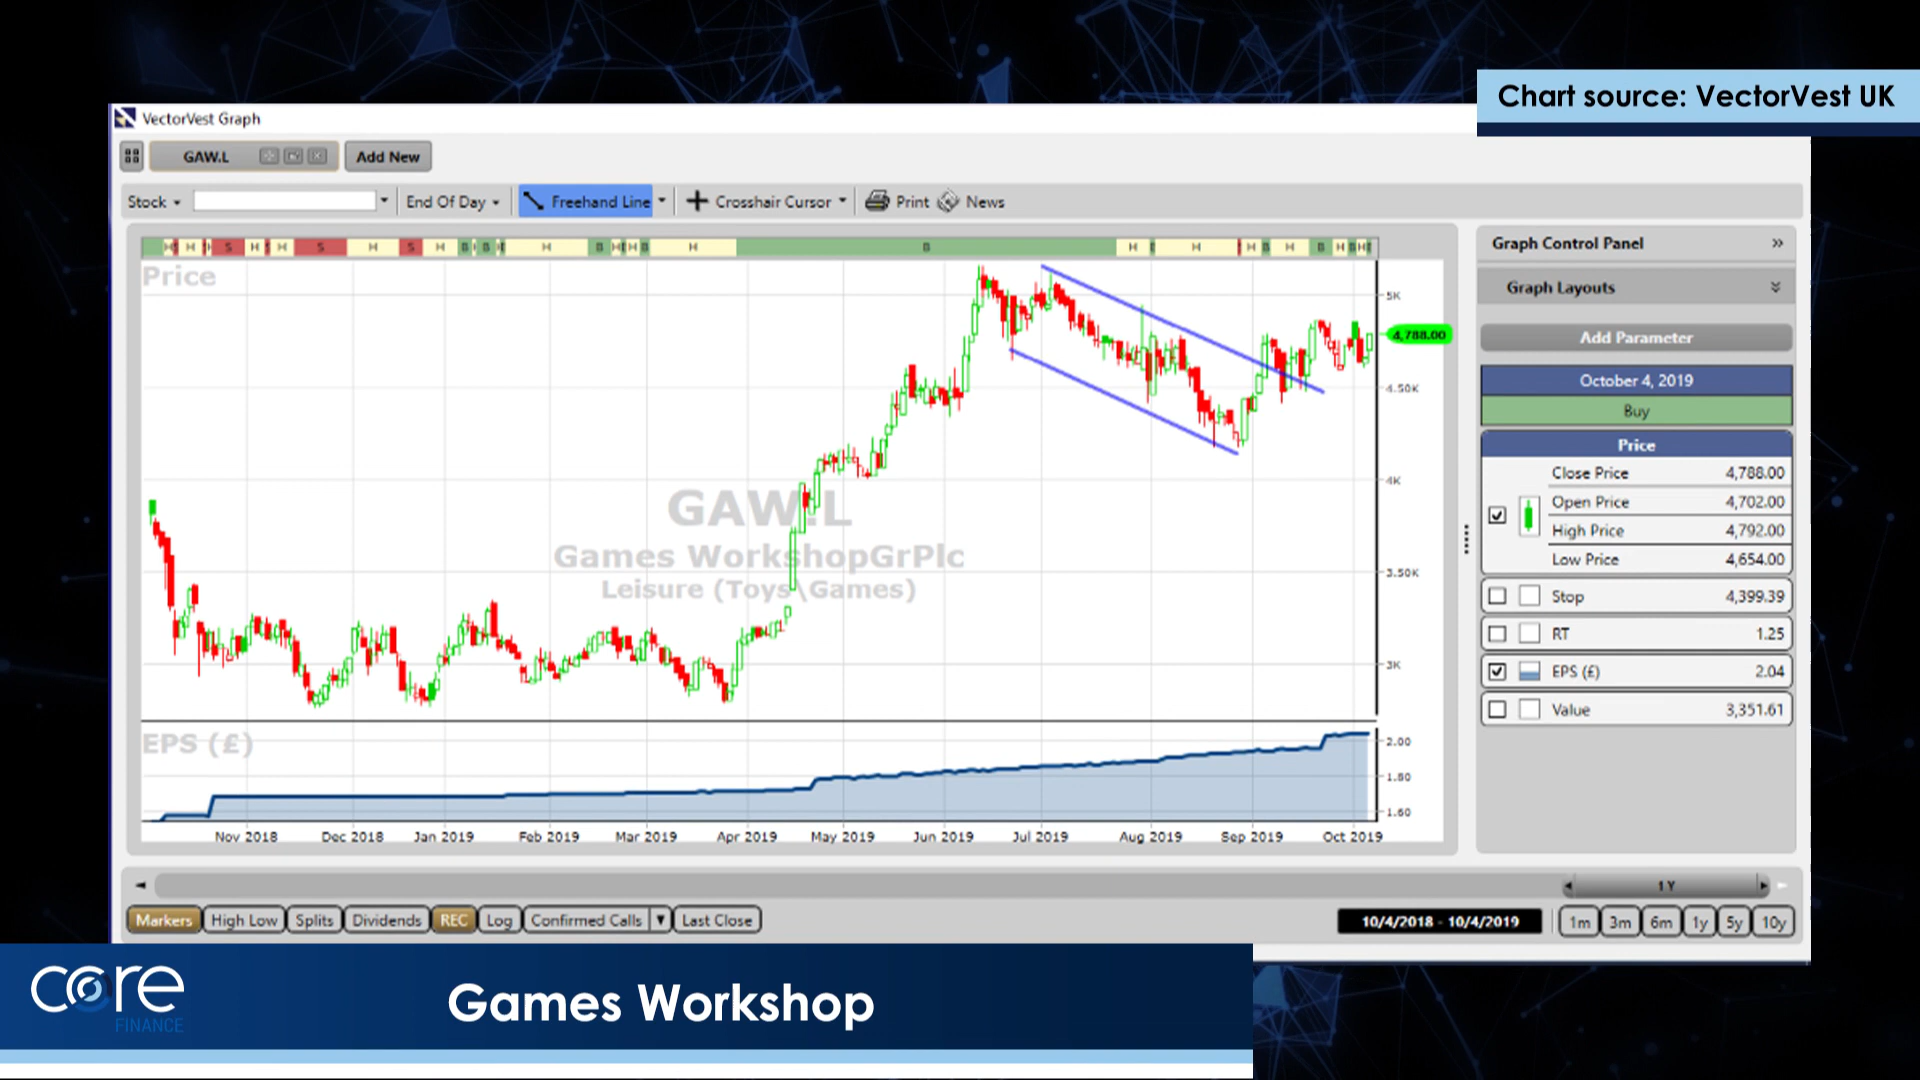 Chart source: VectorVest UK
VectorVest Graph
GAW.L
Add New
Stock
End Of Day
Freehand Line
Crosshair Cursor
Print
News
H S H H S H S H S S H S H B B H B H H B H B H H H B H B H B H
Price
5K
4,788.00
4.50K
4K
3.50K
3K
GAW.L
Games WorkshopGrPlc
Leisure (Toys\Games)
EPS (£)
2.00
1.80
1.60
Nov 2018 Dec 2018 Jan 2019 Feb 2019 Mar 2019 Apr 2019 May 2019 Jun 2019 Jul 2019 Aug 2019 Sep 2019 Oct 2019
Graph Control Panel
Graph Layouts
Add Parameter
October 4, 2019
Buy
Price
Close Price 4,788.00
Open Price 4,702.00
High Price 4,792.00
Low Price 4,654.00
Stop 4,399.39
RT 1.25
EPS (£) 2.04
Value 3,351.61
1 Y
Markers High Low Splits Dividends REC Log Confirmed Calls Last Close
10/4/2018 - 10/4/2019
1m 3m 6m 1y 5y 10y
core
FINANCE
Games Workshop